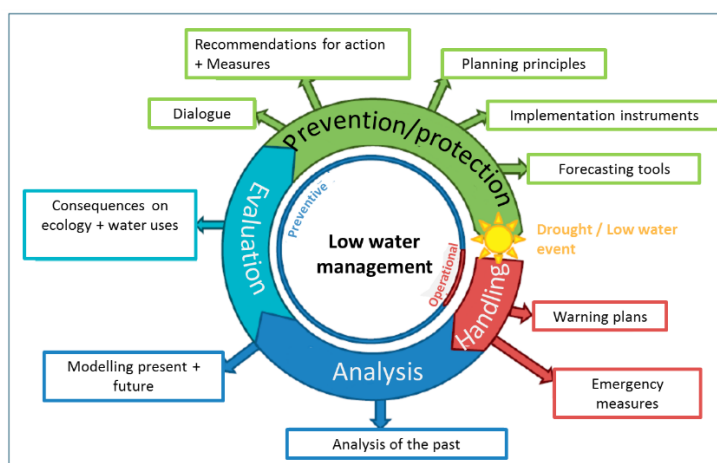 Recommendations for action
+ Measures
Planning principles
Dialogue
Implementation instruments
Prevention/protection
Forecasting tools
Consequences on
ecology + water uses
Evaluation
Preventive
Low water
management
Operational
Drought / Low water
event
Handling
Warning plans
Modelling present +
future
Analysis
Emergency
measures
Analysis of the past